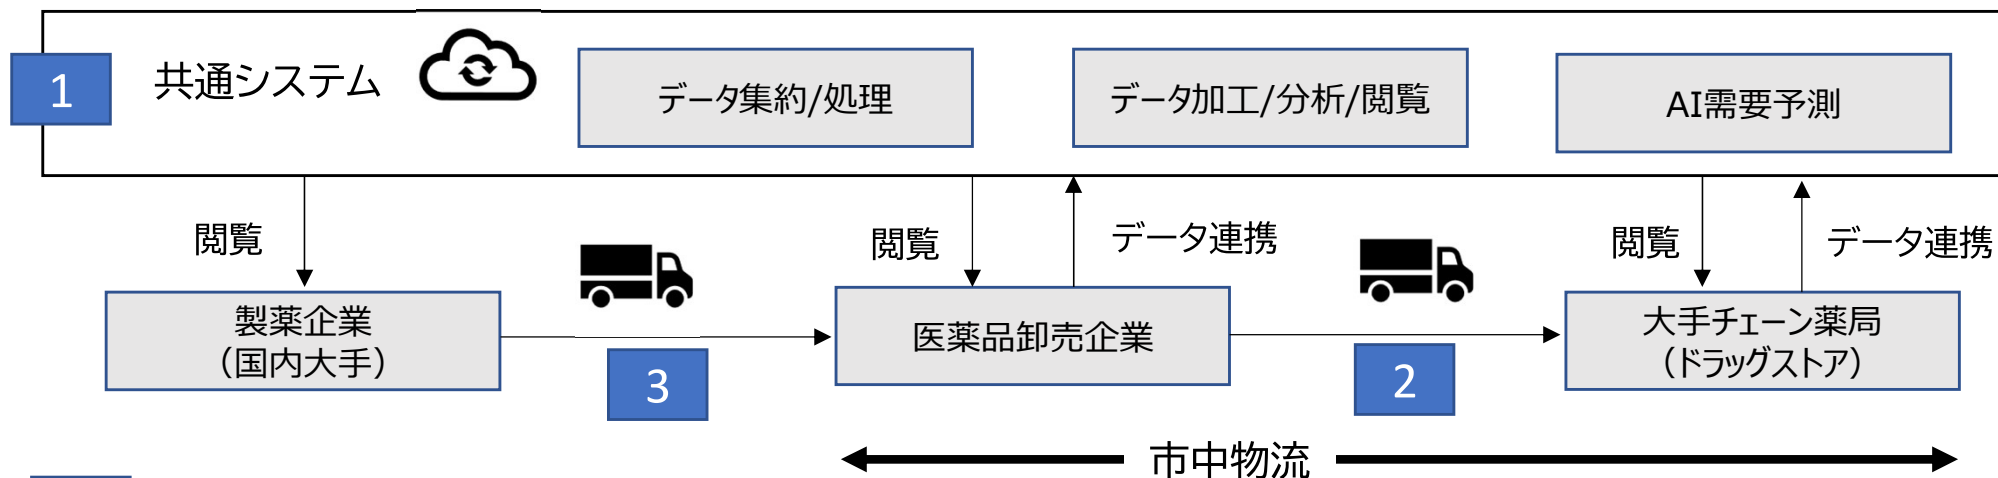 1
共通システム
データ集約/処理
データ加工/分析/閲覧
AI需要予測
閲覧
閲覧
データ連携
閲覧
データ連携
製薬企業
（国内大手）
医薬品卸売企業
大手チェーン薬局
（ドラッグストア）
3
2
市中物流